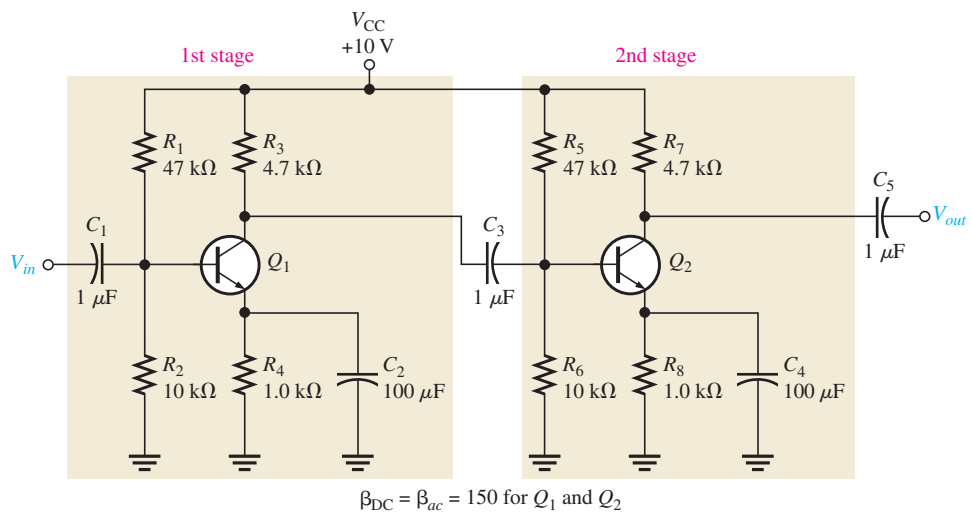 V_CC
+10 V
1st stage
2nd stage
R_1
47 kΩ
R_3
4.7 kΩ
R_5
47 kΩ
R_7
4.7 kΩ
C_1
V_in
1 μF
Q_1
C_3
1 μF
Q_2
C_5
V_out
1 μF
R_2
10 kΩ
R_4
1.0 kΩ
C_2
100 μF
R_6
10 kΩ
R_8
1.0 kΩ
C_4
100 μF
β_DC = β_ac = 150 for Q_1 and Q_2